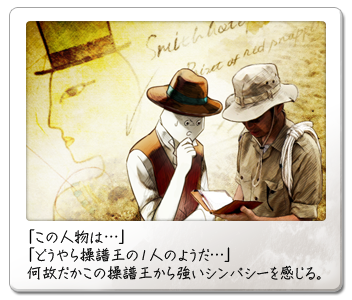 「この人物は…」
「どうやら操譜王の1人のようだ…」
何故だかこの操譜王から強いシンパシーを感じる。